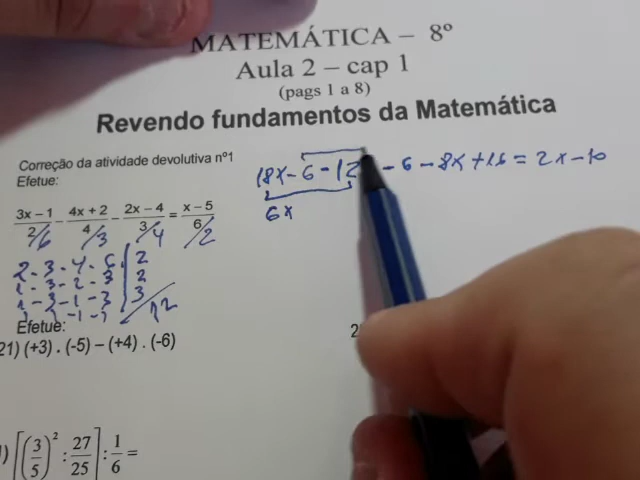 MATEMÁTICA – 8º
Aula 2 – cap 1
(pags 1 a 8)
Revendo fundamentos da Matemática
Correção da atividade devolutiva nº1
Efetue:
18x - 6 - 12 - 6 - 8x + 16 = 2x - 10
6x
3x − 1/2 − 4x + 2/4 − 2x − 4/3 = x − 5/6
/6 /3 /4 /2
2 - 3 - 4 - 6 | 2
1 - 3 - 2 - 3 | 2
1 - 3 - 1 - 3 | 3
1 - 1 - 1 / 12
Efetue:
21) (+3) . (-5) – (+4) . (-6)
2
) [(3/5)² : 27/25] : 1/6 =